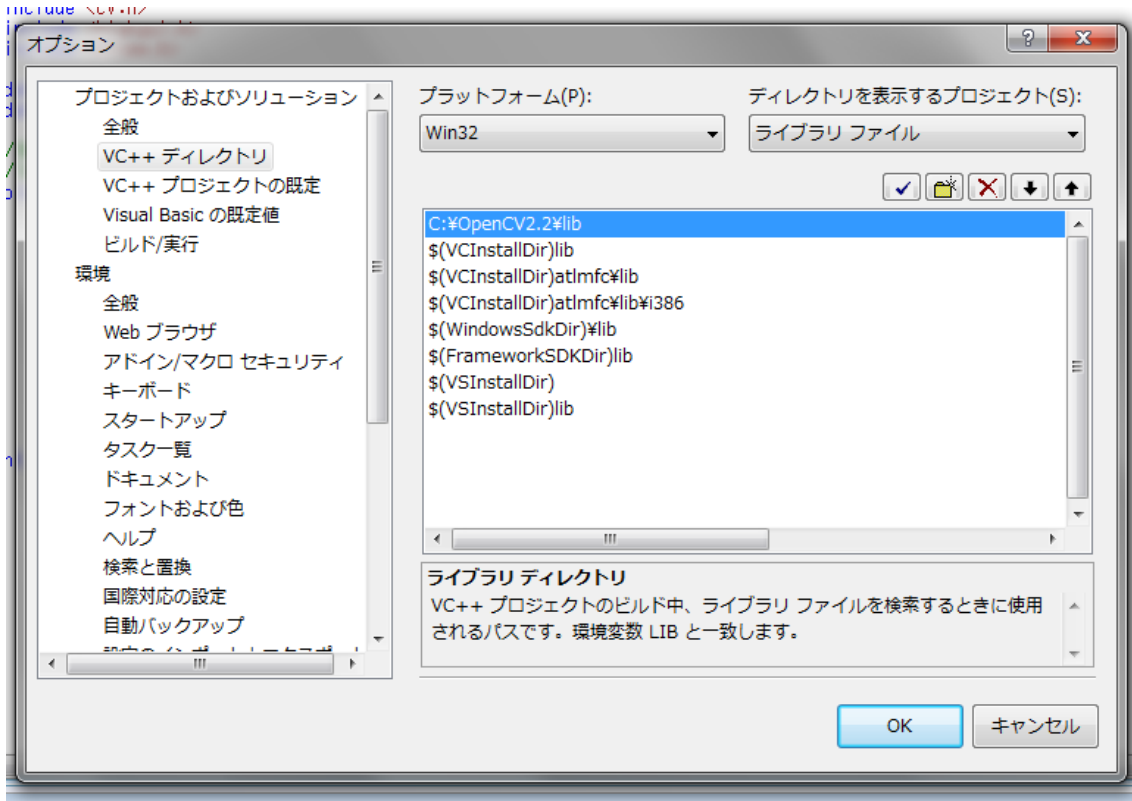 include <cv.h>
オプション
プロジェクトおよびソリューション
全般
VC++ ディレクトリ
VC++ プロジェクトの既定
Visual Basic の既定値
ビルド/実行
環境
全般
Web ブラウザ
アドイン/マクロ セキュリティ
キーボード
スタートアップ
タスク一覧
ドキュメント
フォントおよび色
ヘルプ
検索と置換
国際対応の設定
自動バックアップ
プラットフォーム(P):
Win32
ディレクトリを表示するプロジェクト(S):
ライブラリ ファイル
C:¥OpenCV2.2¥lib
$(VCInstallDir)lib
$(VCInstallDir)atlmfc¥lib
$(VCInstallDir)atlmfc¥lib¥i386
$(WindowsSdkDir)¥lib
$(FrameworkSDKDir)lib
$(VSInstallDir)
$(VSInstallDir)lib
ライブラリ ディレクトリ
VC++ プロジェクトのビルド中、ライブラリ ファイルを検索するときに使用
されるパスです。環境変数 LIB と一致します。
OK
キャンセル